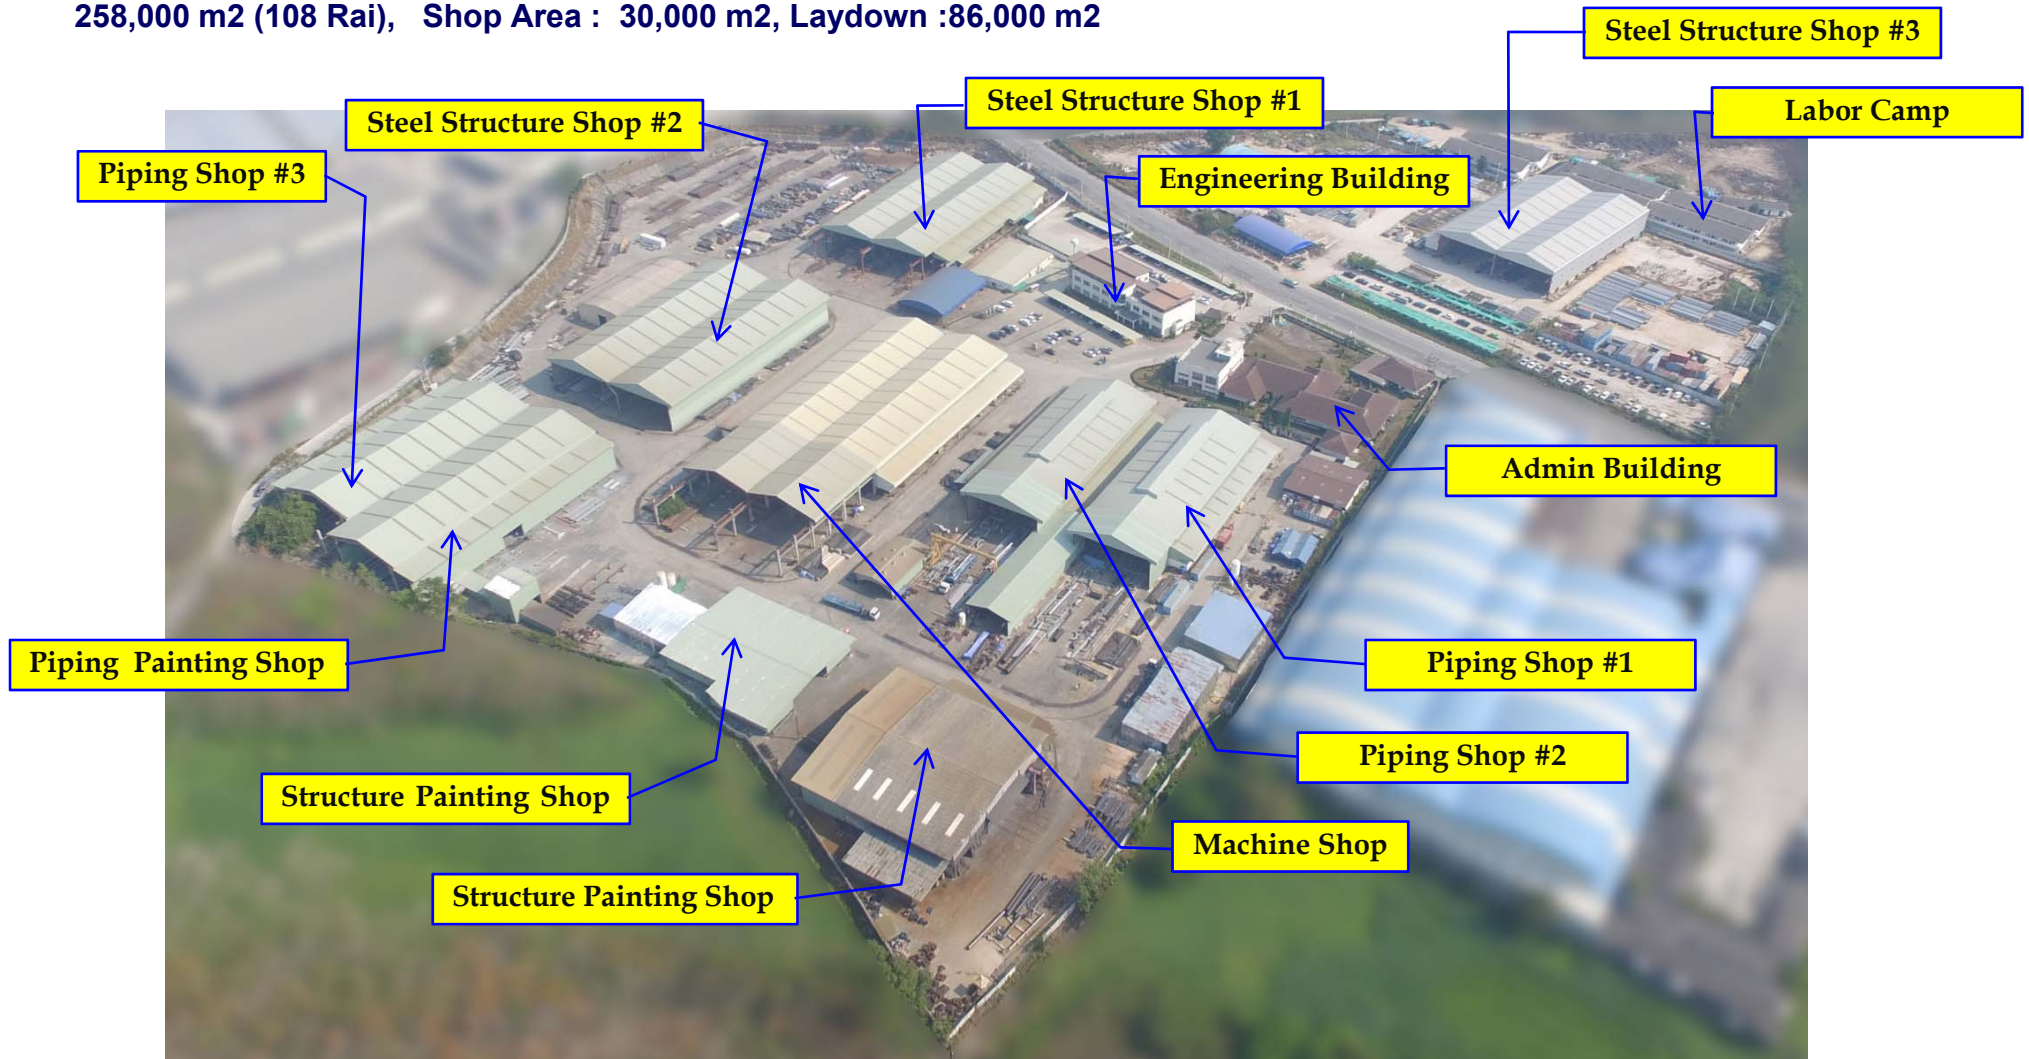 258,000 m2 (108 Rai), Shop Area : 30,000 m2, Laydown :86,000 m2
Steel Structure Shop #3
Steel Structure Shop #1
Labor Camp
Steel Structure Shop #2
Piping Shop #3
Engineering Building
Admin Building
Piping Painting Shop
Piping Shop #1
Piping Shop #2
Structure Painting Shop
Machine Shop
Structure Painting Shop